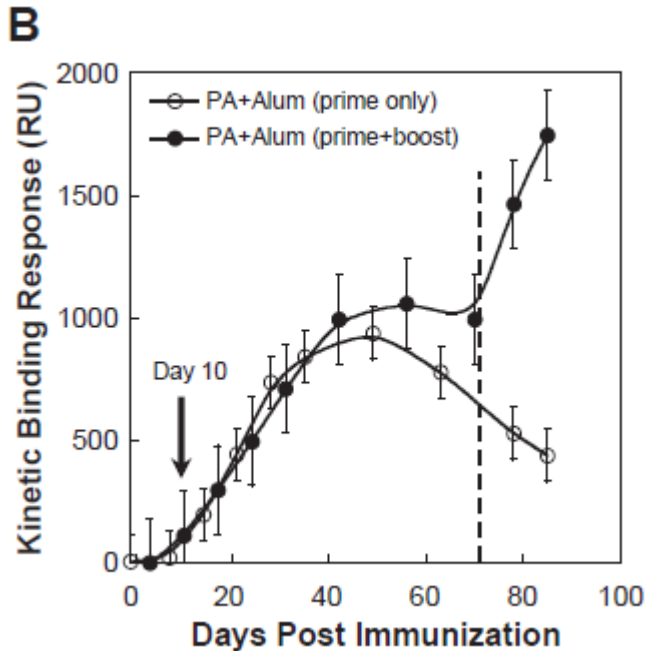 B
2000
1500
1000
500
0
Kinetic Binding Response (RU)
PA+Alum (prime only)
PA+Alum (prime+boost)
Day 10
0 20 40 60 80 100
Days Post Immunization